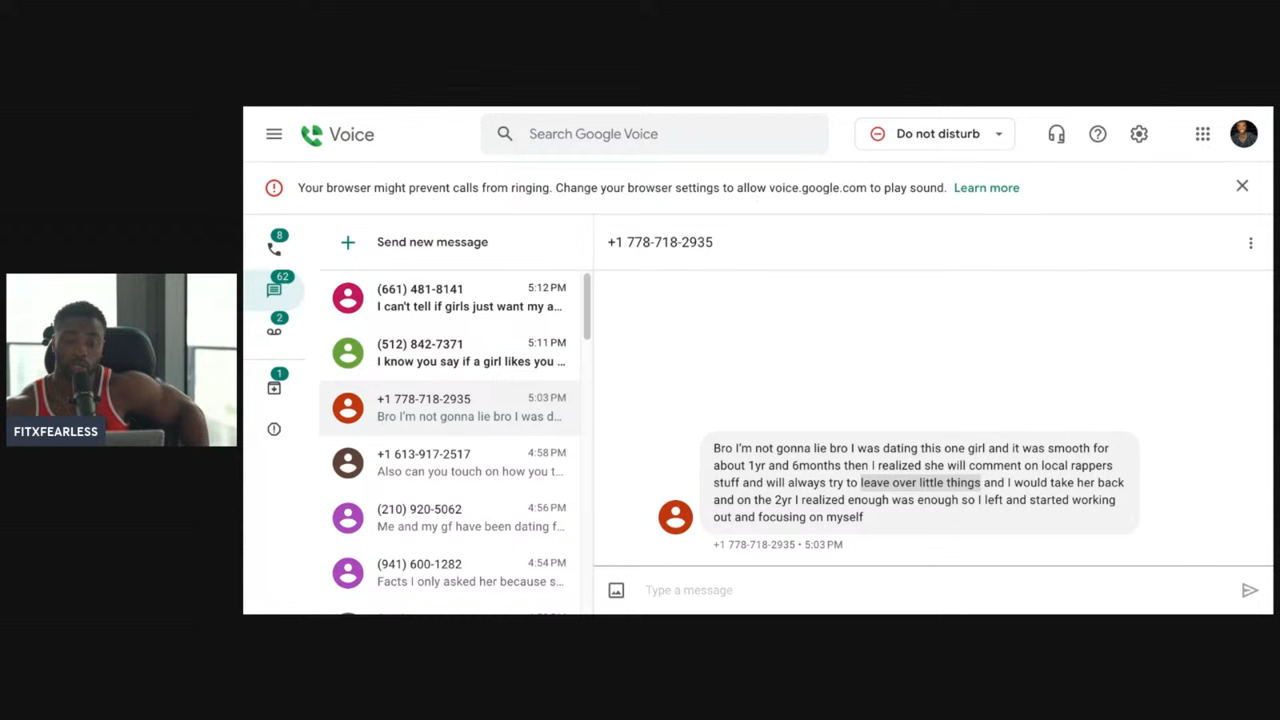 Voice
Search Google Voice
Do not disturb
Your browser might prevent calls from ringing. Change your browser settings to allow voice.google.com to play sound. Learn more
8
62
2
1
Send new message
(661) 481-8141 5:12 PM
I can't tell if girls just want my a...
(512) 842-7371 5:11 PM
I know you say if a girl likes you ...
+1 778-718-2935 5:03 PM
Bro I'm not gonna lie bro I was d...
+1 613-917-2517 4:58 PM
Also can you touch on how you t...
(210) 920-5062 4:56 PM
Me and my gf have been dating f...
(941) 600-1282 4:54 PM
Facts I only asked her because s...
+1 778-718-2935
Bro I'm not gonna lie bro I was dating this one girl and it was smooth for
about 1yr and 6months then I realized she will comment on local rappers
stuff and will always try to leave over little things and I would take her back
and on the 2yr I realized enough was enough so I left and started working
out and focusing on myself
+1 778-718-2935 • 5:03 PM
Type a message
FITXFEARLESS